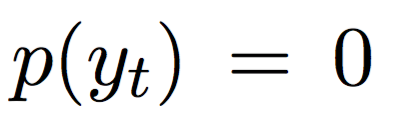 p(y_t) = 0